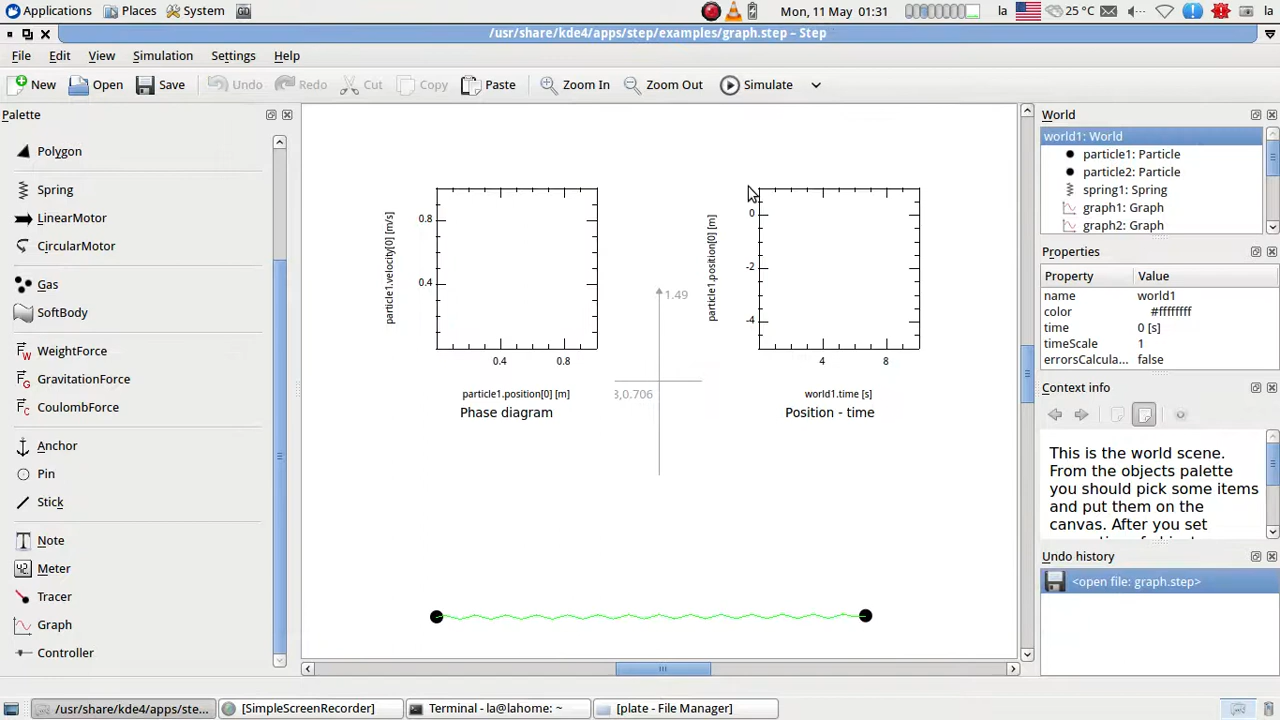 Applications Places System Mon, 11 May 01:31 la 25 °C la
/usr/share/kde4/apps/step/examples/graph.step – Step
File Edit View Simulation Settings Help
New Open Save Undo Redo Cut Copy Paste Zoom In Zoom Out Simulate
Palette
Polygon
Spring
LinearMotor
CircularMotor
Gas
SoftBody
WeightForce
GravitationForce
CoulombForce
Anchor
Pin
Stick
Note
Meter
Tracer
Graph
Controller
particle1.velocity[0] [m/s]
0.8
0.4
0.4 0.8
particle1.position[0] [m]
Phase diagram
1.49
3,0.706
particle1.position[0] [m]
0
-2
-4
4 8
world1.time [s]
Position - time
World
world1: World
particle1: Particle
particle2: Particle
spring1: Spring
graph1: Graph
graph2: Graph
Properties
Property Value
name world1
color #ffffffff
time 0 [s]
timeScale 1
errorsCalcula... false
Context info
This is the world scene.
From the objects palette
you should pick some items
and put them on the
canvas. After you set
Undo history
<open file: graph.step>
/usr/share/kde4/apps/ste... [SimpleScreenRecorder] Terminal - la@lahome: ~ [plate - File Manager]